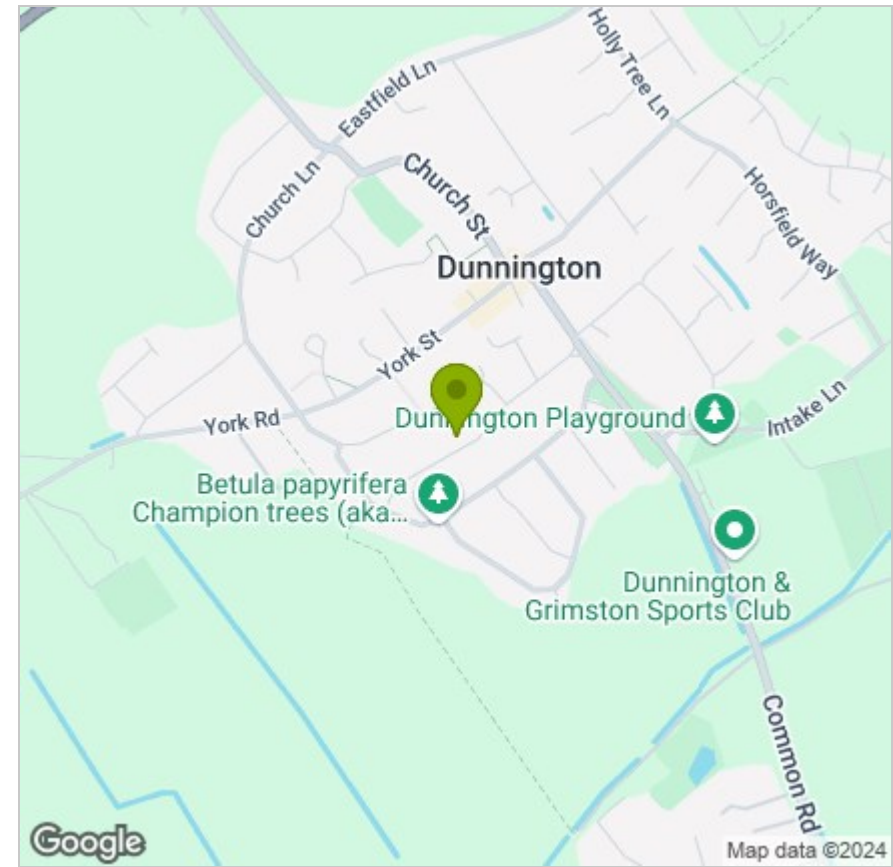 Holly Tree Ln
Eastfield Ln
Church Ln
Church St
Horsfield Way
Dunnington
York St
York Rd
Dunnington Playground
Intake Ln
Betula papyrifera
Champion trees (aka...
Dunnington &
Grimston Sports Club
Common Rd
Google
Map data ©2024